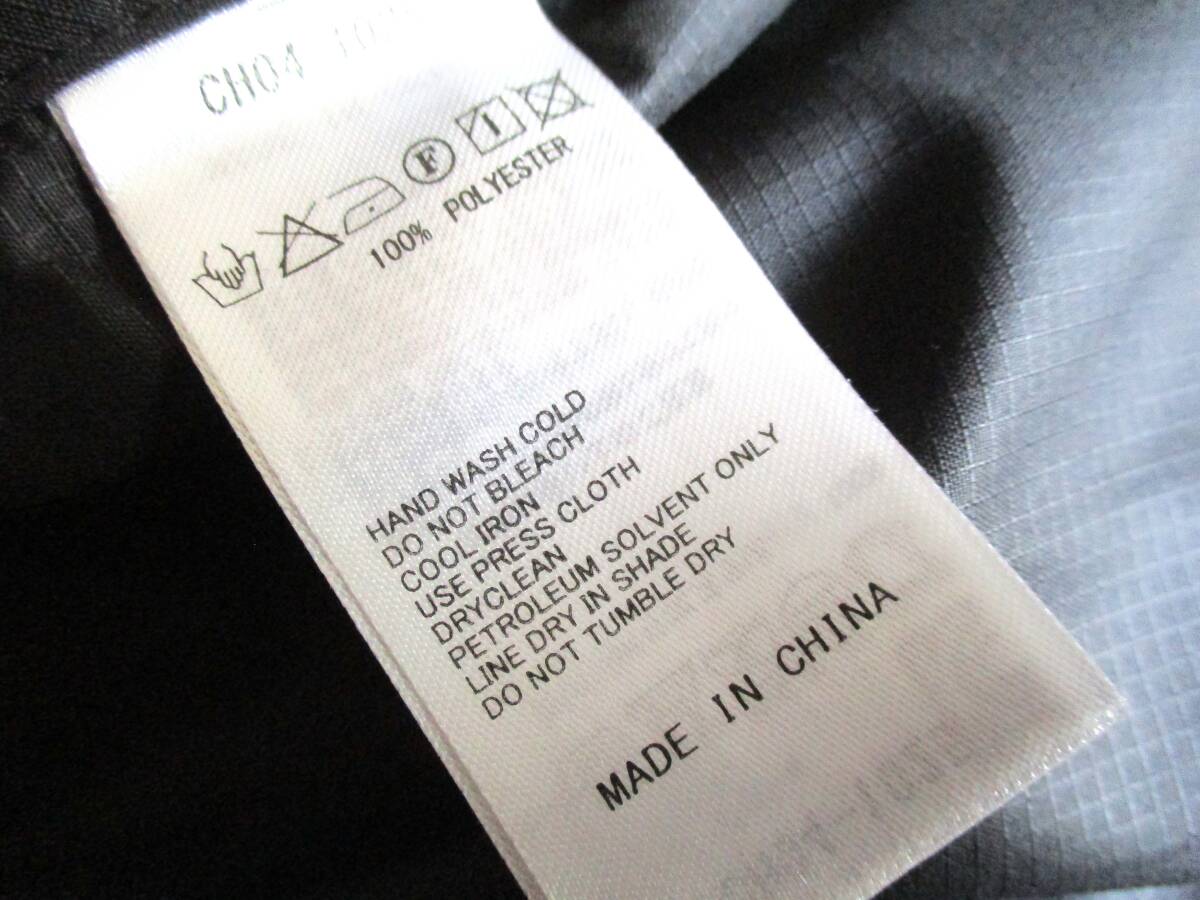 CH04
F
100% POLYESTER
HAND WASH COLD
DO NOT BLEACH
COOL IRON
USE PRESS CLOTH
DRYCLEAN
PETROLEUM SOLVENT ONLY
LINE DRY IN SHADE
DO NOT TUMBLE DRY
MADE IN CHINA